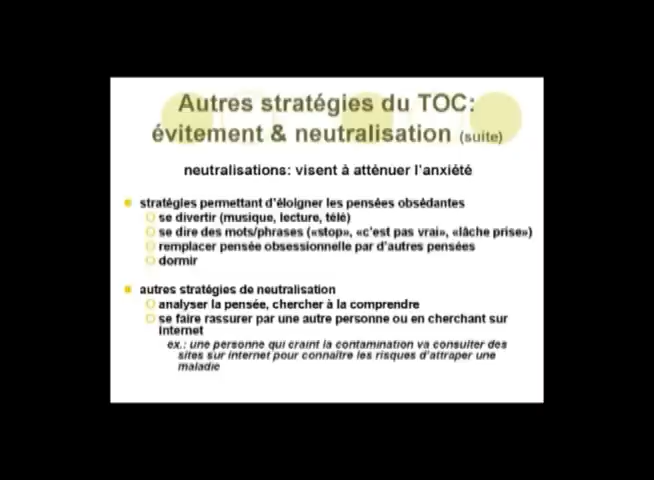 Autres stratégies du TOC:
évitement & neutralisation (suite)
neutralisations: visent à atténuer l'anxiété
stratégies permettant d'éloigner les pensées obsédantes
se divertir (musique, lecture, télé)
se dire des mots/phrases («stop», «c'est pas vrai», «lâche prise»)
remplacer pensée obsessionnelle par d'autres pensées
dormir
autres stratégies de neutralisation
analyser la pensée, chercher à la comprendre
se faire rassurer par une autre personne ou en cherchant sur
Internet
ex.: une personne qui craint la contamination va consulter des
sites sur internet pour connaître les risques d'attraper une
maladie